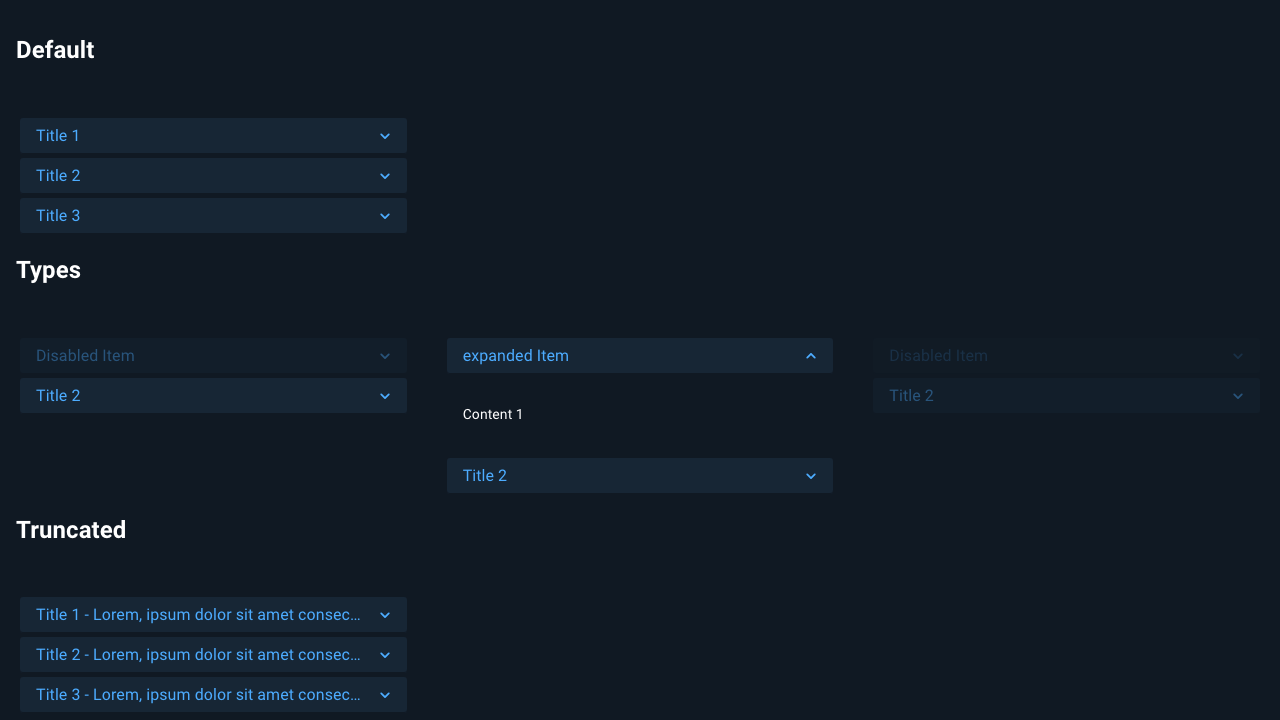 Default
Title 1
Title 2
Title 3
Types
Disabled Item
Title 2
expanded Item
Content 1
Title 2
Disabled Item
Title 2
Truncated
Title 1 - Lorem, ipsum dolor sit amet consec...
Title 2 - Lorem, ipsum dolor sit amet consec...
Title 3 - Lorem, ipsum dolor sit amet consec...